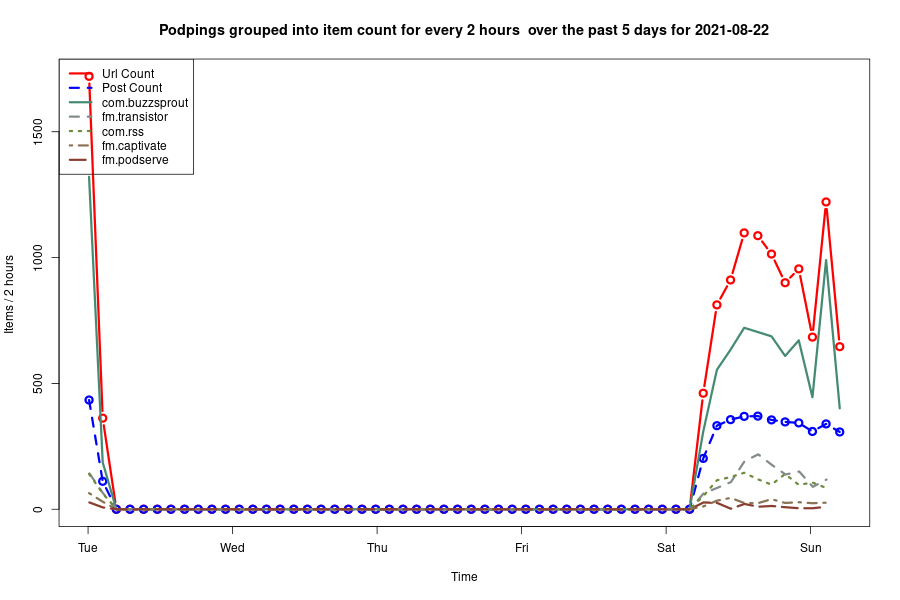 Podpings grouped into item count for every 2 hours  over the past 5 days for 2021-08-22
Url Count
Post Count
com.buzzsprout
fm.transistor
com.rss
fm.captivate
fm.podserve
Items / 2 hours
1500
1000
500
0
Tue Wed Thu Fri Sat Sun
Time